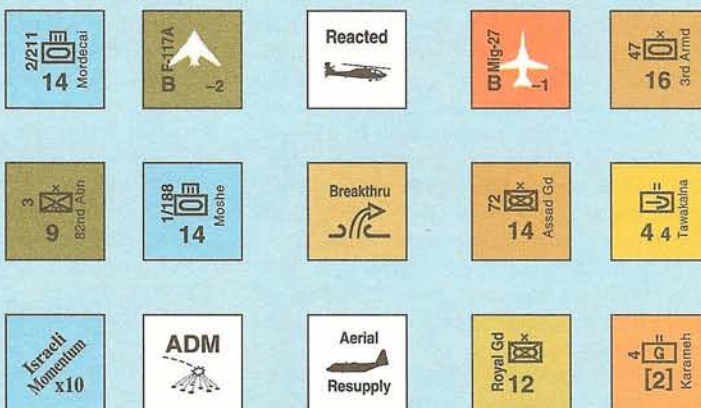 2/211
14
Mordecai
F-117A
B -2
Reacted
Mig-27
B -1
47
16
3rd Armd
3
9
82nd Abn
1/188
14
Moshe
Breakthru
72
14
Assad Gd
4 4
Tawakalna
Israeli
Momentum
x10
ADM
Aerial
Resupply
Royal Gd
12
4
G
[2]
Karameh